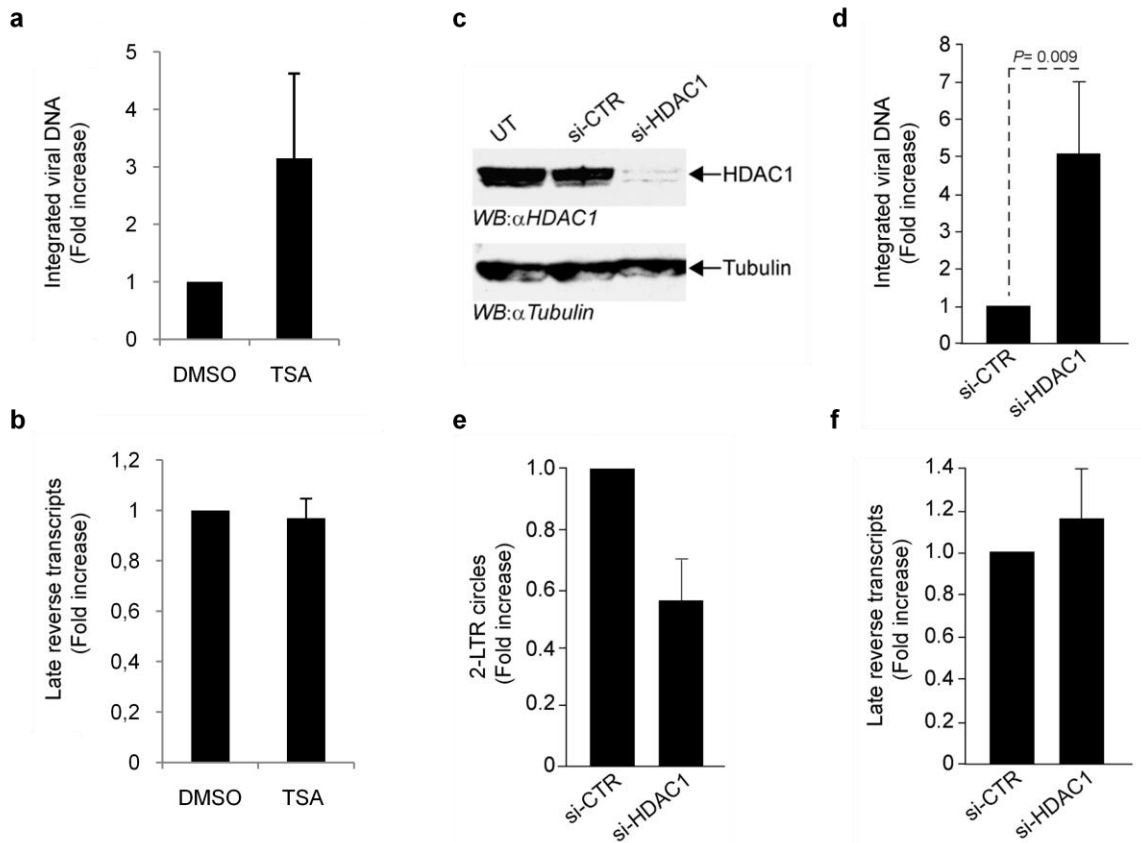 a
Integrated viral DNA
(Fold increase)
5
4
3
2
1
0
DMSO TSA
b
Late reverse transcripts
(Fold increase)
1,2
1
0,8
0,6
0,4
0,2
0
DMSO TSA
c
UT si-CTR si-HDAC1
HDAC1
WB:αHDAC1
Tubulin
WB:αTubulin
d
Integrated viral DNA
(Fold increase)
8
7
6
5
4
3
2
1
0
P= 0.009
si-CTR si-HDAC1
e
2-LTR circles
(Fold increase)
1.0
0.8
0.6
0.4
0.2
0
si-CTR si-HDAC1
f
Late reverse transcripts
(Fold increase)
1.4
1.2
1.0
0.8
0.6
0.4
0.2
0
si-CTR si-HDAC1